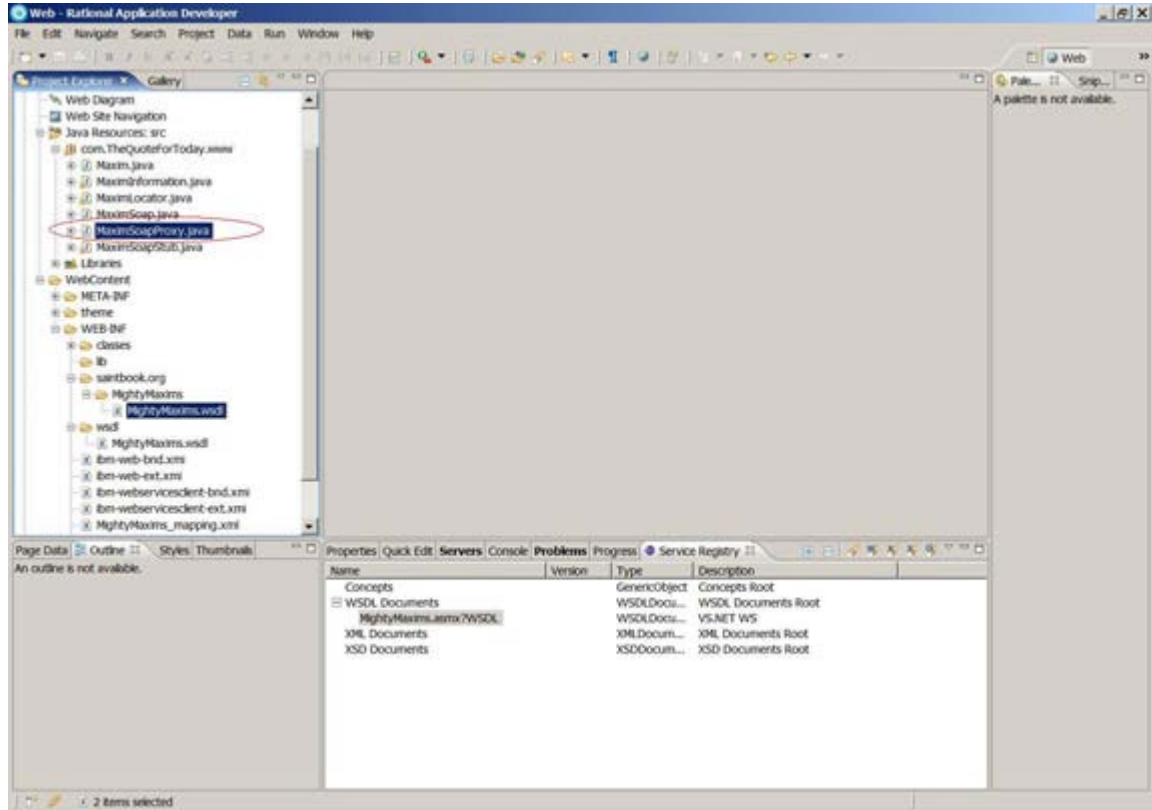 Web - Rational Application Developer
File Edit Navigate Search Project Data Run Window Help
Web
Project Explorer Gallery
Pale... Snip...
Web Diagram
A palette is not available.
Web Site Navigation
Java Resources: src
com.TheQuoteForToday.www
Maxim.java
MaximInformation.java
MaximLocator.java
MaximSoap.java
MaximSoapProxy.java
MaximSoapStub.java
Libraries
WebContent
META-INF
theme
WEB-INF
classes
lib
saintbook.org
MightyMaxims
MightyMaxims.wsdl
wsdl
MightyMaxims.wsdl
ibm-web-bnd.xmi
ibm-web-ext.xmi
ibm-webservicesclient-bnd.xmi
ibm-webservicesclient-ext.xmi
MightyMaxims_mapping.xml
Page Data Outline Styles Thumbnails
An outline is not available.
Properties Quick Edit Servers Console Problems Progress Service Registry
Name Version Type Description
Concepts GenericObject Concepts Root
WSDL Documents WSDLDocu... WSDL Documents Root
MightyMaxims.asmx?WSDL WSDLDocu... VS.NET WS
XML Documents XMLDocum... XML Documents Root
XSD Documents XSDDocum... XSD Documents Root
2 items selected